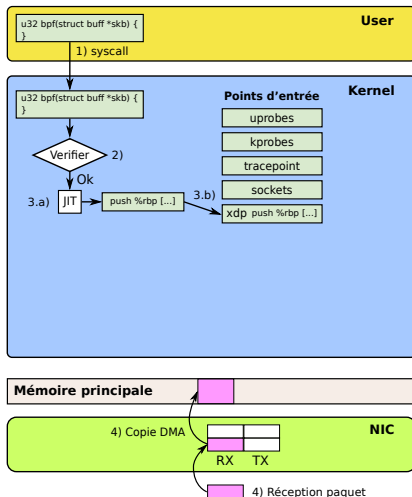 User
u32 bpf(struct buff *skb) {
}
1) syscall
Kernel
u32 bpf(struct buff *skb) {
}
Points d'entrée
uprobes
kprobes
tracepoint
sockets
xdp push %rbp [...]
Verifier
2)
Ok
3.a)
JIT
push %rbp [...]
3.b)
Mémoire principale
NIC
4) Copie DMA
RX TX
4) Réception paquet